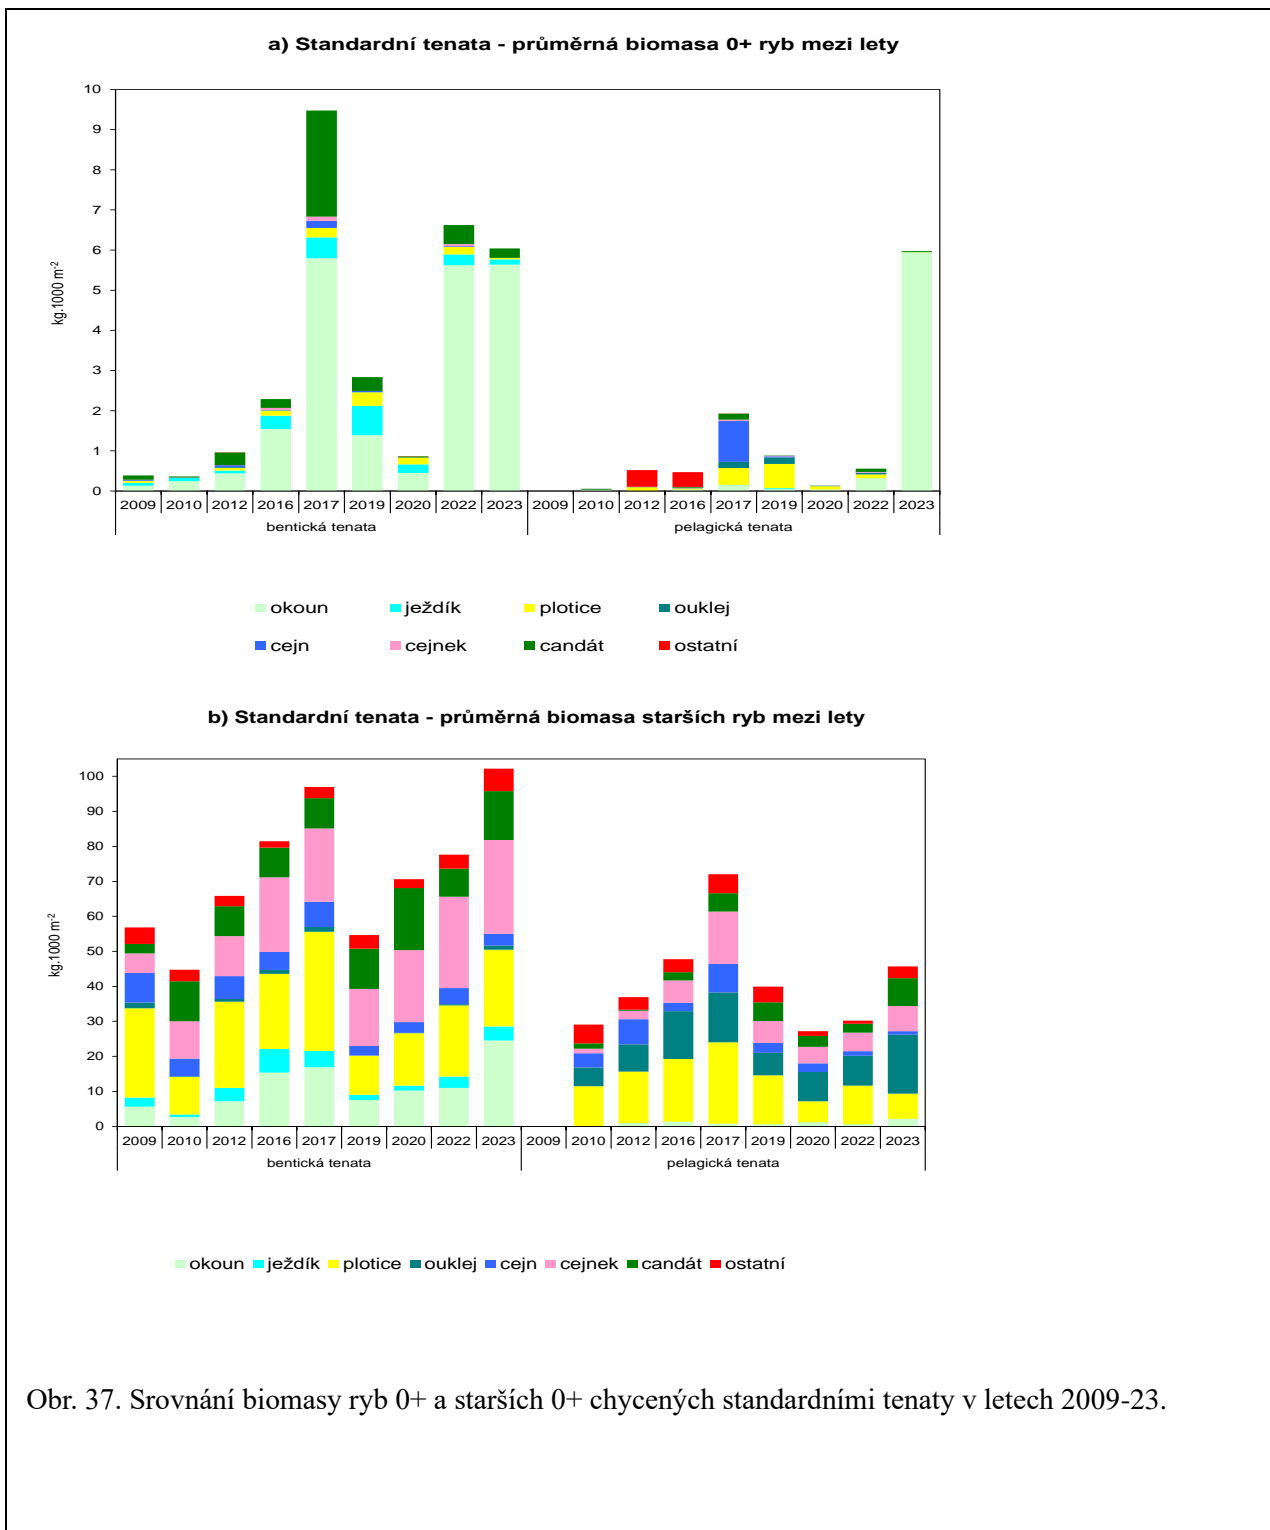 a) Standardní tenata - průměrná biomasa 0+ ryb mezi lety
10
9
8
7
6
5
4
3
2
1
0
kg.1000 m-2
2009 2010 2012 2016 2017 2019 2020 2022 2023 2009 2010 2012 2016 2017 2019 2020 2022 2023
bentická tenata pelagická tenata
okoun ježdík plotice ouklej
cejn cejnek candát ostatní
b) Standardní tenata - průměrná biomasa starších ryb mezi lety
100
90
80
70
60
50
40
30
20
10
0
kg.1000 m-2
2009 2010 2012 2016 2017 2019 2020 2022 2023 2009 2010 2012 2016 2017 2019 2020 2022 2023
bentická tenata pelagická tenata
okoun ježdík plotice ouklej cejn cejnek candát ostatní
Obr. 37. Srovnání biomasy ryb 0+ a starších 0+ chycených standardními tenaty v letech 2009-23.